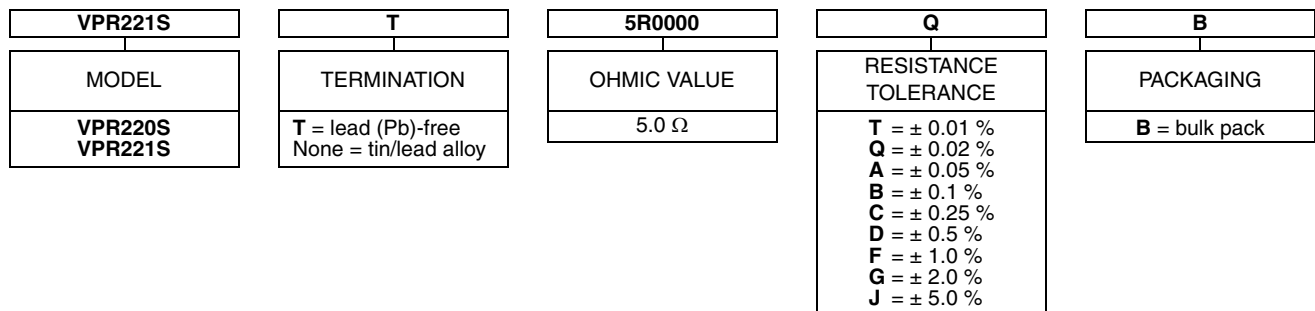 VPR221S
T
5R0000
Q
B
MODEL
TERMINATION
OHMIC VALUE
RESISTANCE
TOLERANCE
PACKAGING
VPR220S
VPR221S
T = lead (Pb)-free
None = tin/lead alloy
5.0 Ω
T = ± 0.01 %
Q = ± 0.02 %
A = ± 0.05 %
B = ± 0.1 %
C = ± 0.25 %
D = ± 0.5 %
F = ± 1.0 %
G = ± 2.0 %
J = ± 5.0 %
B = bulk pack